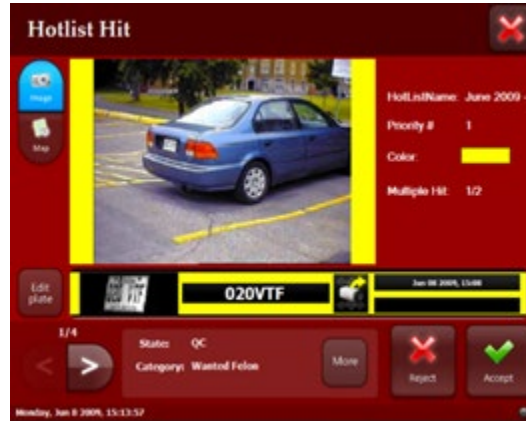 Hotlist Hit
Image
Map
HotListName: June 2009 -
Priority # 1
Color:
Multiple Hit: 1/2
Edit
plate
020 VTF
020VTF
Jun 08 2009, 15:08
1/4
State: QC
Category: Wanted Felon
More
Reject
Accept
Monday, Jun 8 2009, 15:13:57